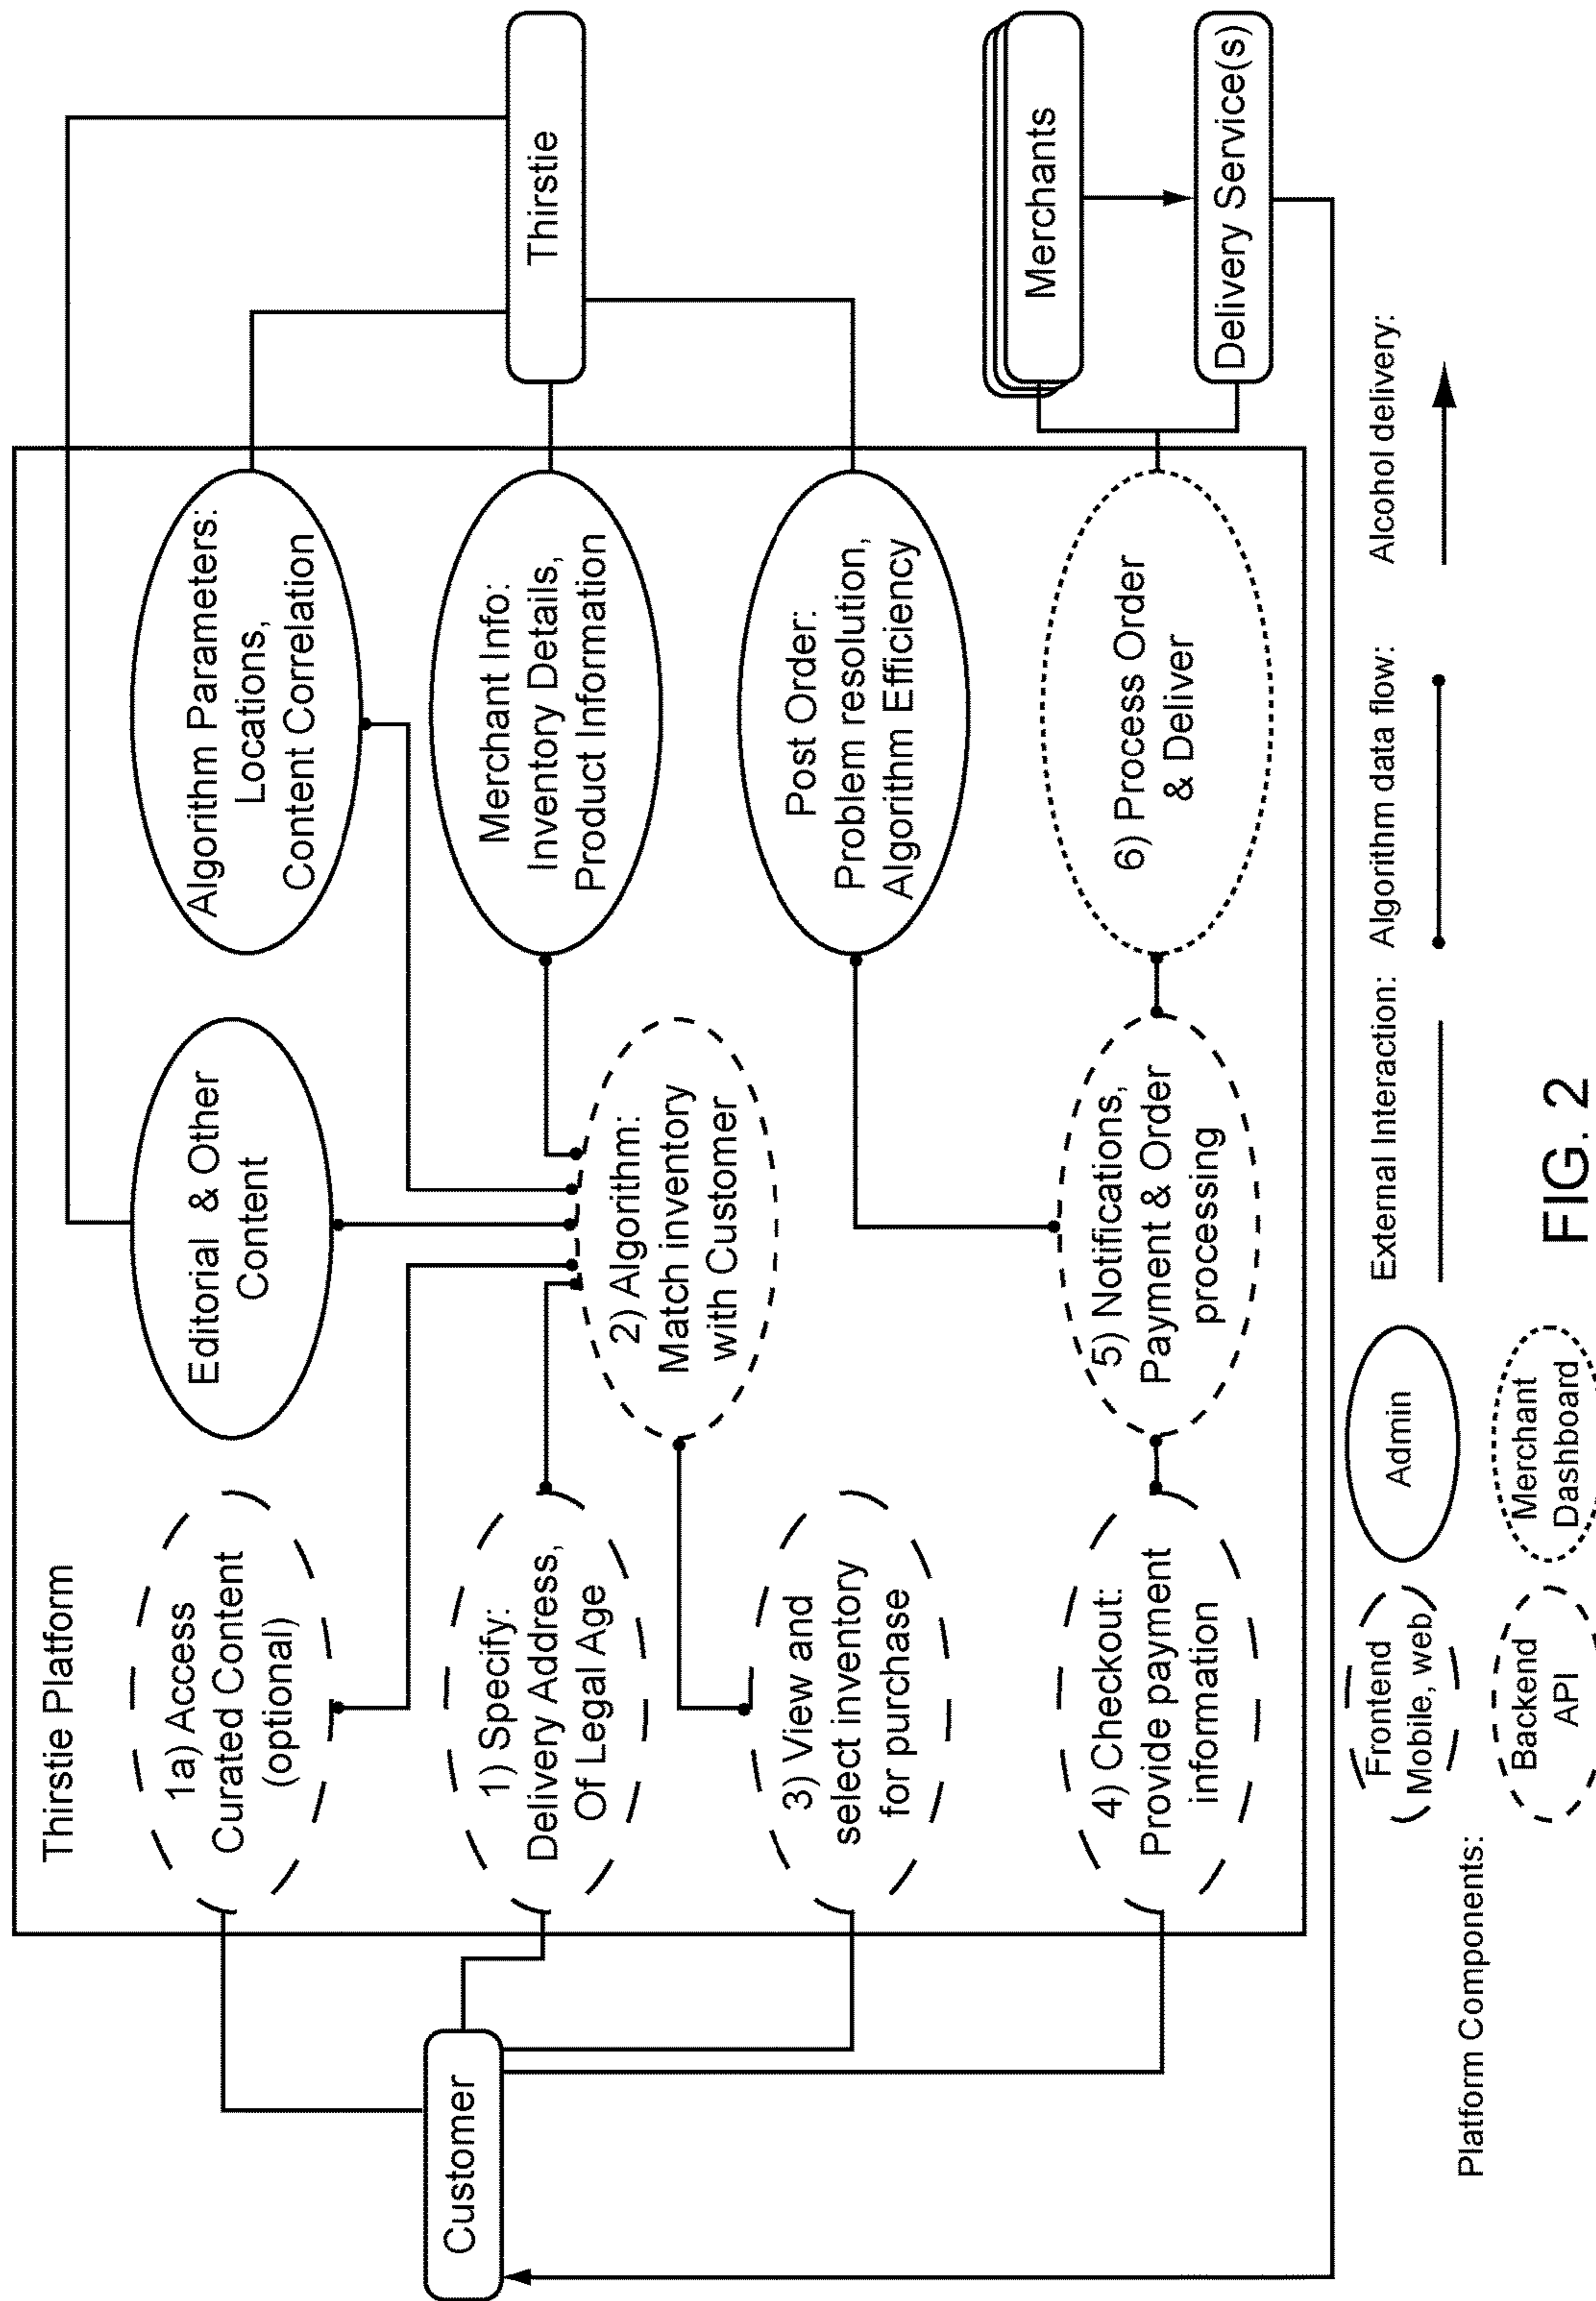 Thirstie Platform
Customer
1a) Access
Curated Content
(optional)
Editorial & Other
Content
Algorithm Parameters:
Locations,
Content Correlation
1) Specify:
Delivery Address,
Of Legal Age
2) Algorithm:
Match inventory
with Customer
Merchant Info:
Inventory Details,
Product Information
Thirstie
3) View and
select inventory
for purchase
Post Order:
Problem resolution,
Algorithm Efficiency
4) Checkout:
Provide payment
information
5) Notifications,
Payment & Order
processing
6) Process Order
& Deliver
Merchants
Delivery Service(s)
Platform Components:
Frontend
Mobile, web
Admin
Backend
API
Merchant
Dashboard
External Interaction:
Algorithm data flow:
Alcohol delivery:
FIG. 2